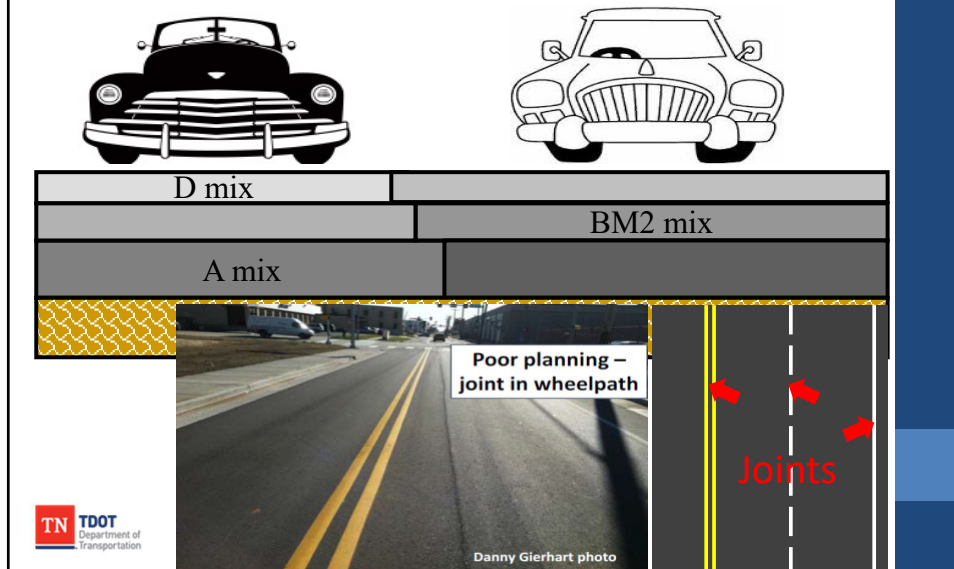 D mix
BM2 mix
A mix
Poor planning –
joint in wheelpath
Joints
TN
TDOT
Department of
Transportation
Danny Gierhart photo